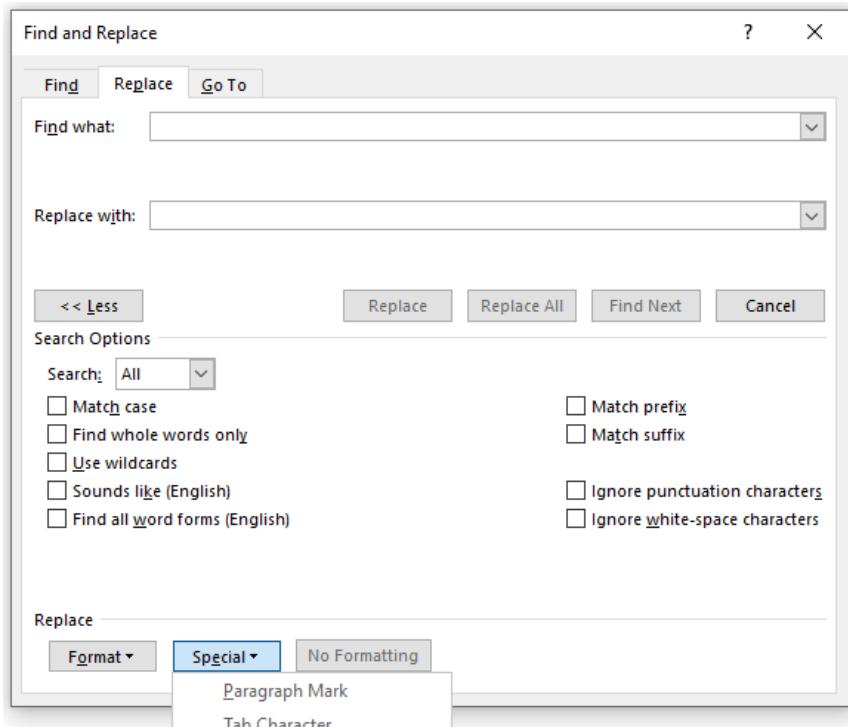 Find and Replace ?
Find Replace Go To
Find what:
Replace with:
<< Less Replace Replace All Find Next Cancel
Search Options
Search: All
Match case Match prefix
Find whole words only Match suffix
Use wildcards
Sounds like (English) Ignore punctuation characters
Find all word forms (English) Ignore white-space characters
Replace
Format Special No Formatting
Paragraph Mark
Tab Character